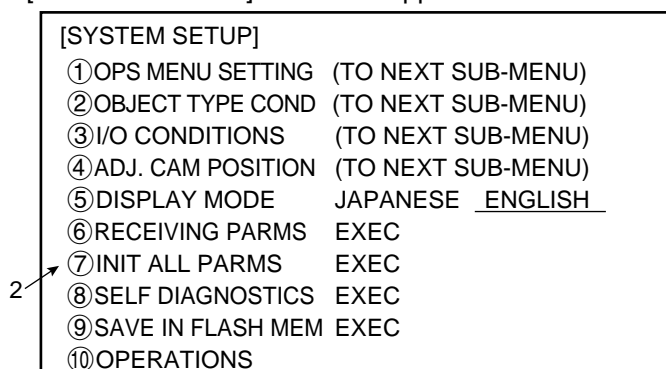 [SYSTEM SETUP]
①OPS MENU SETTING (TO NEXT SUB-MENU)
②OBJECT TYPE COND (TO NEXT SUB-MENU)
③I/O CONDITIONS (TO NEXT SUB-MENU)
④ADJ. CAM POSITION (TO NEXT SUB-MENU)
⑤DISPLAY MODE JAPANESE ENGLISH
⑥RECEIVING PARMS EXEC
⑦INIT ALL PARMS EXEC
2
⑧SELF DIAGNOSTICS EXEC
⑨SAVE IN FLASH MEM EXEC
⑩OPERATIONS